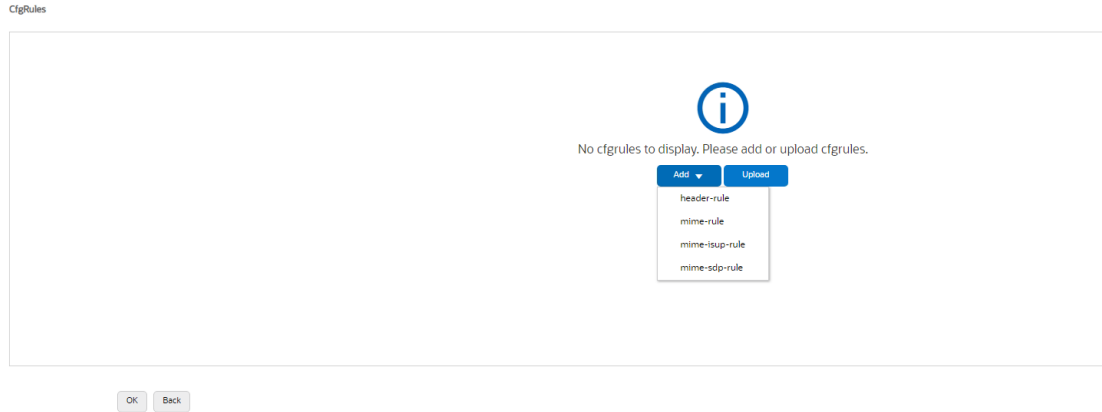 CfgRules
No cfgrules to display. Please add or upload cfgrules.
Add Upload
header-rule
mime-rule
mime-isup-rule
mime-sdp-rule
OK Back